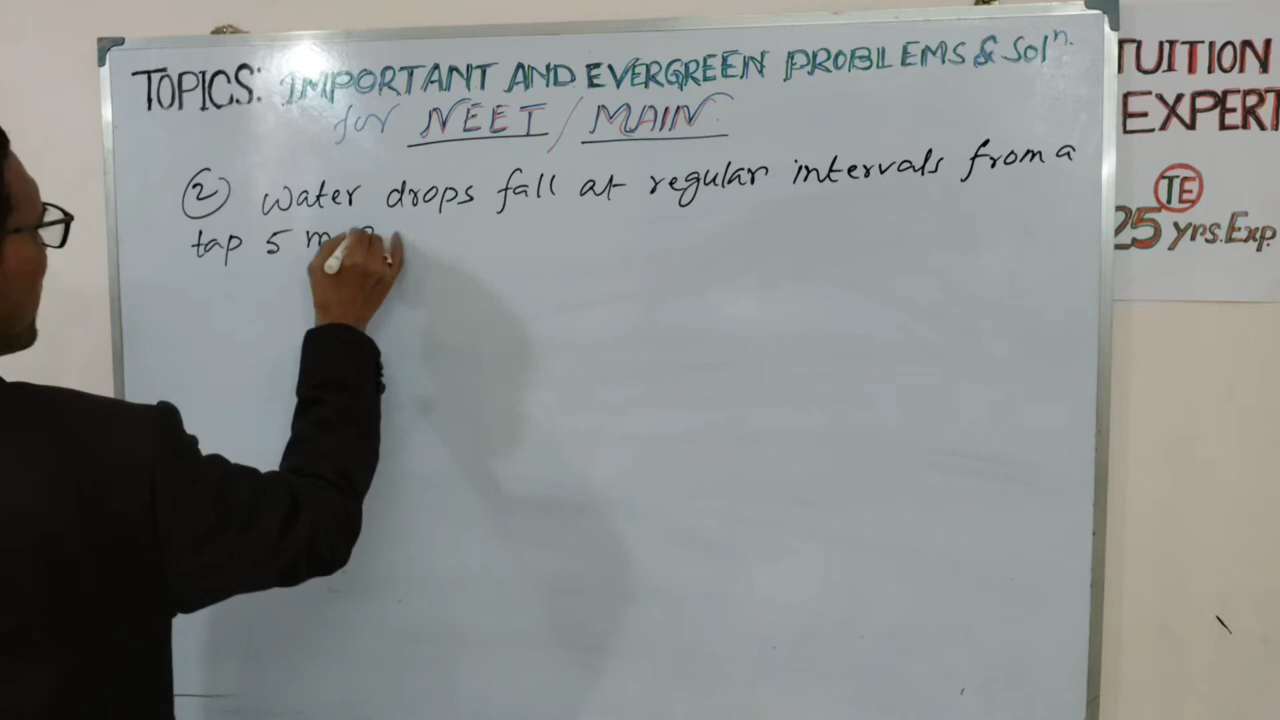 TOPICS: IMPORTANT AND EVERGREEN PROBLEMS & Solⁿ.
for NEET / MAIN
② Water drops fall at regular intervals from a
tap 5 m
TUITION
EXPERT
TE
25 yrs.Exp.